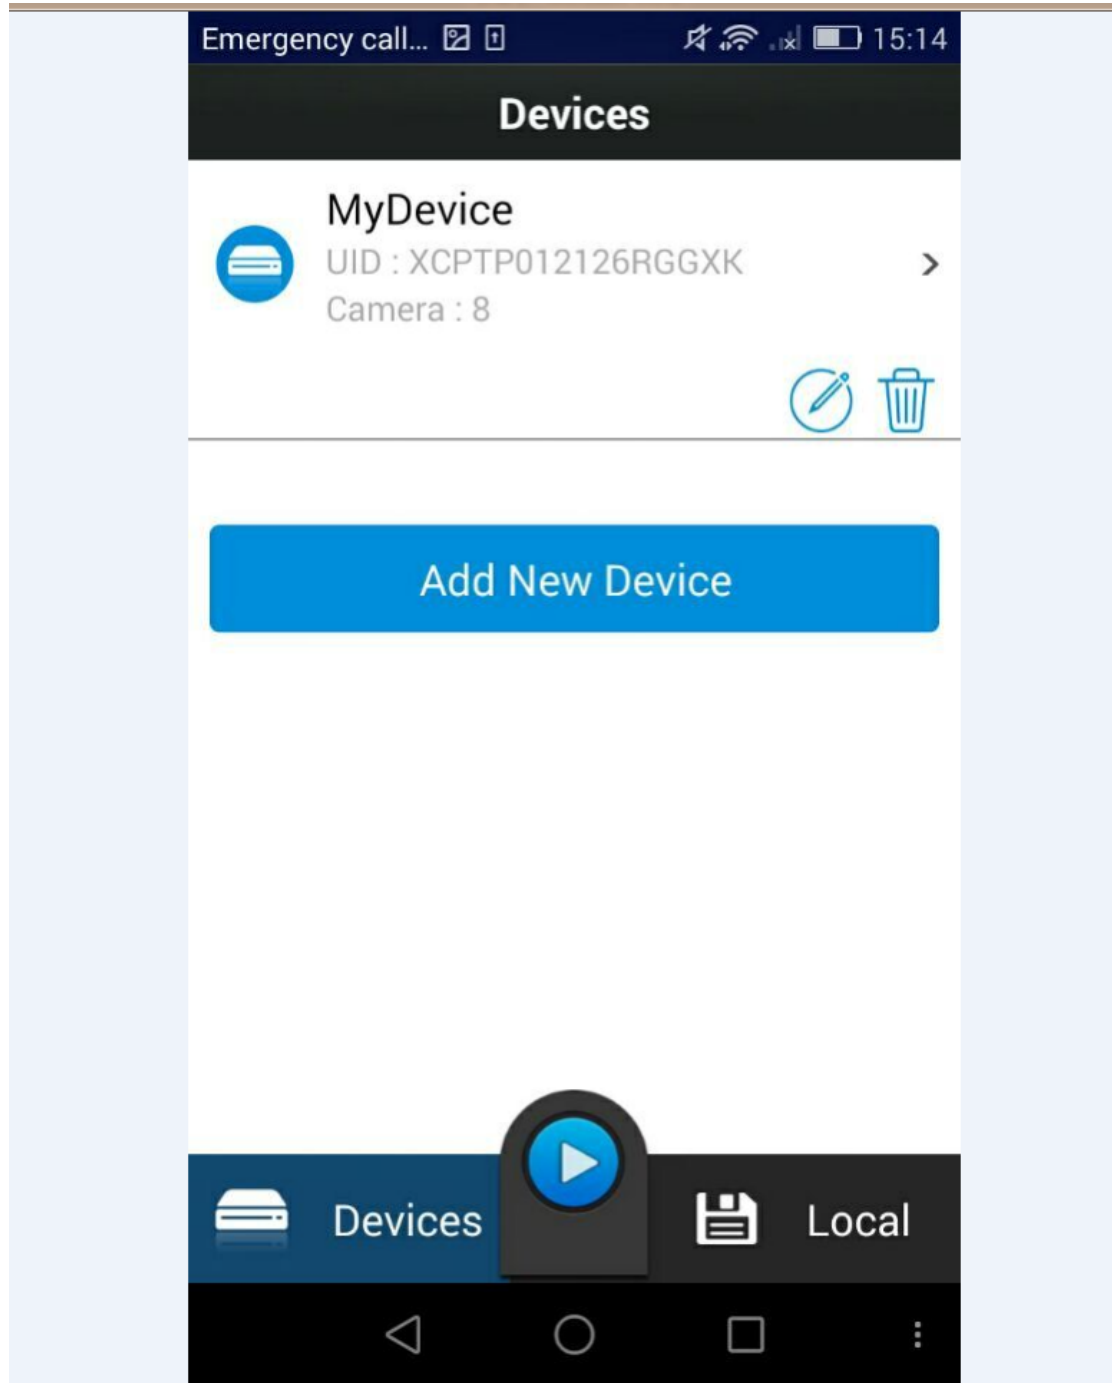 Emergency call... 15:14
Devices
MyDevice
UID : XCPTP012126RGGXK
Camera : 8
Add New Device
Devices Local